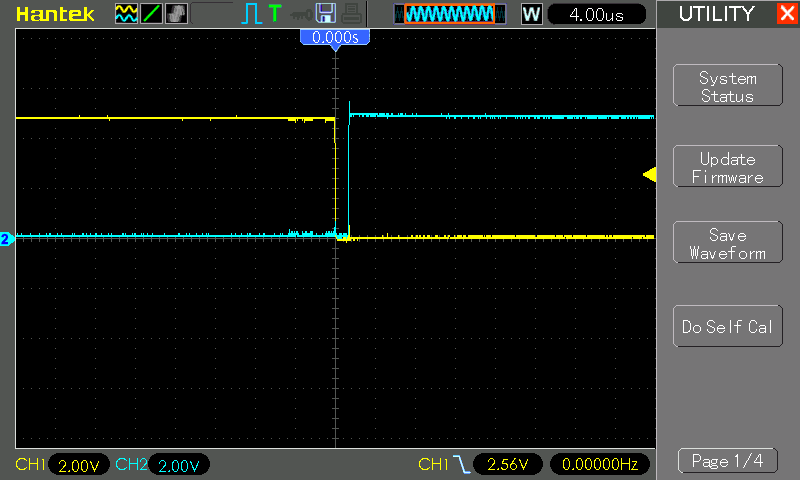 Hantek
T
W
4.00us
UTILITY
X
0.000s
System
Status
Update
Firmware
2
Save
Waveform
Do Self Cal
CH1 2.00V CH2 2.00V CH1 2.56V 0.00000Hz
Page 1/4